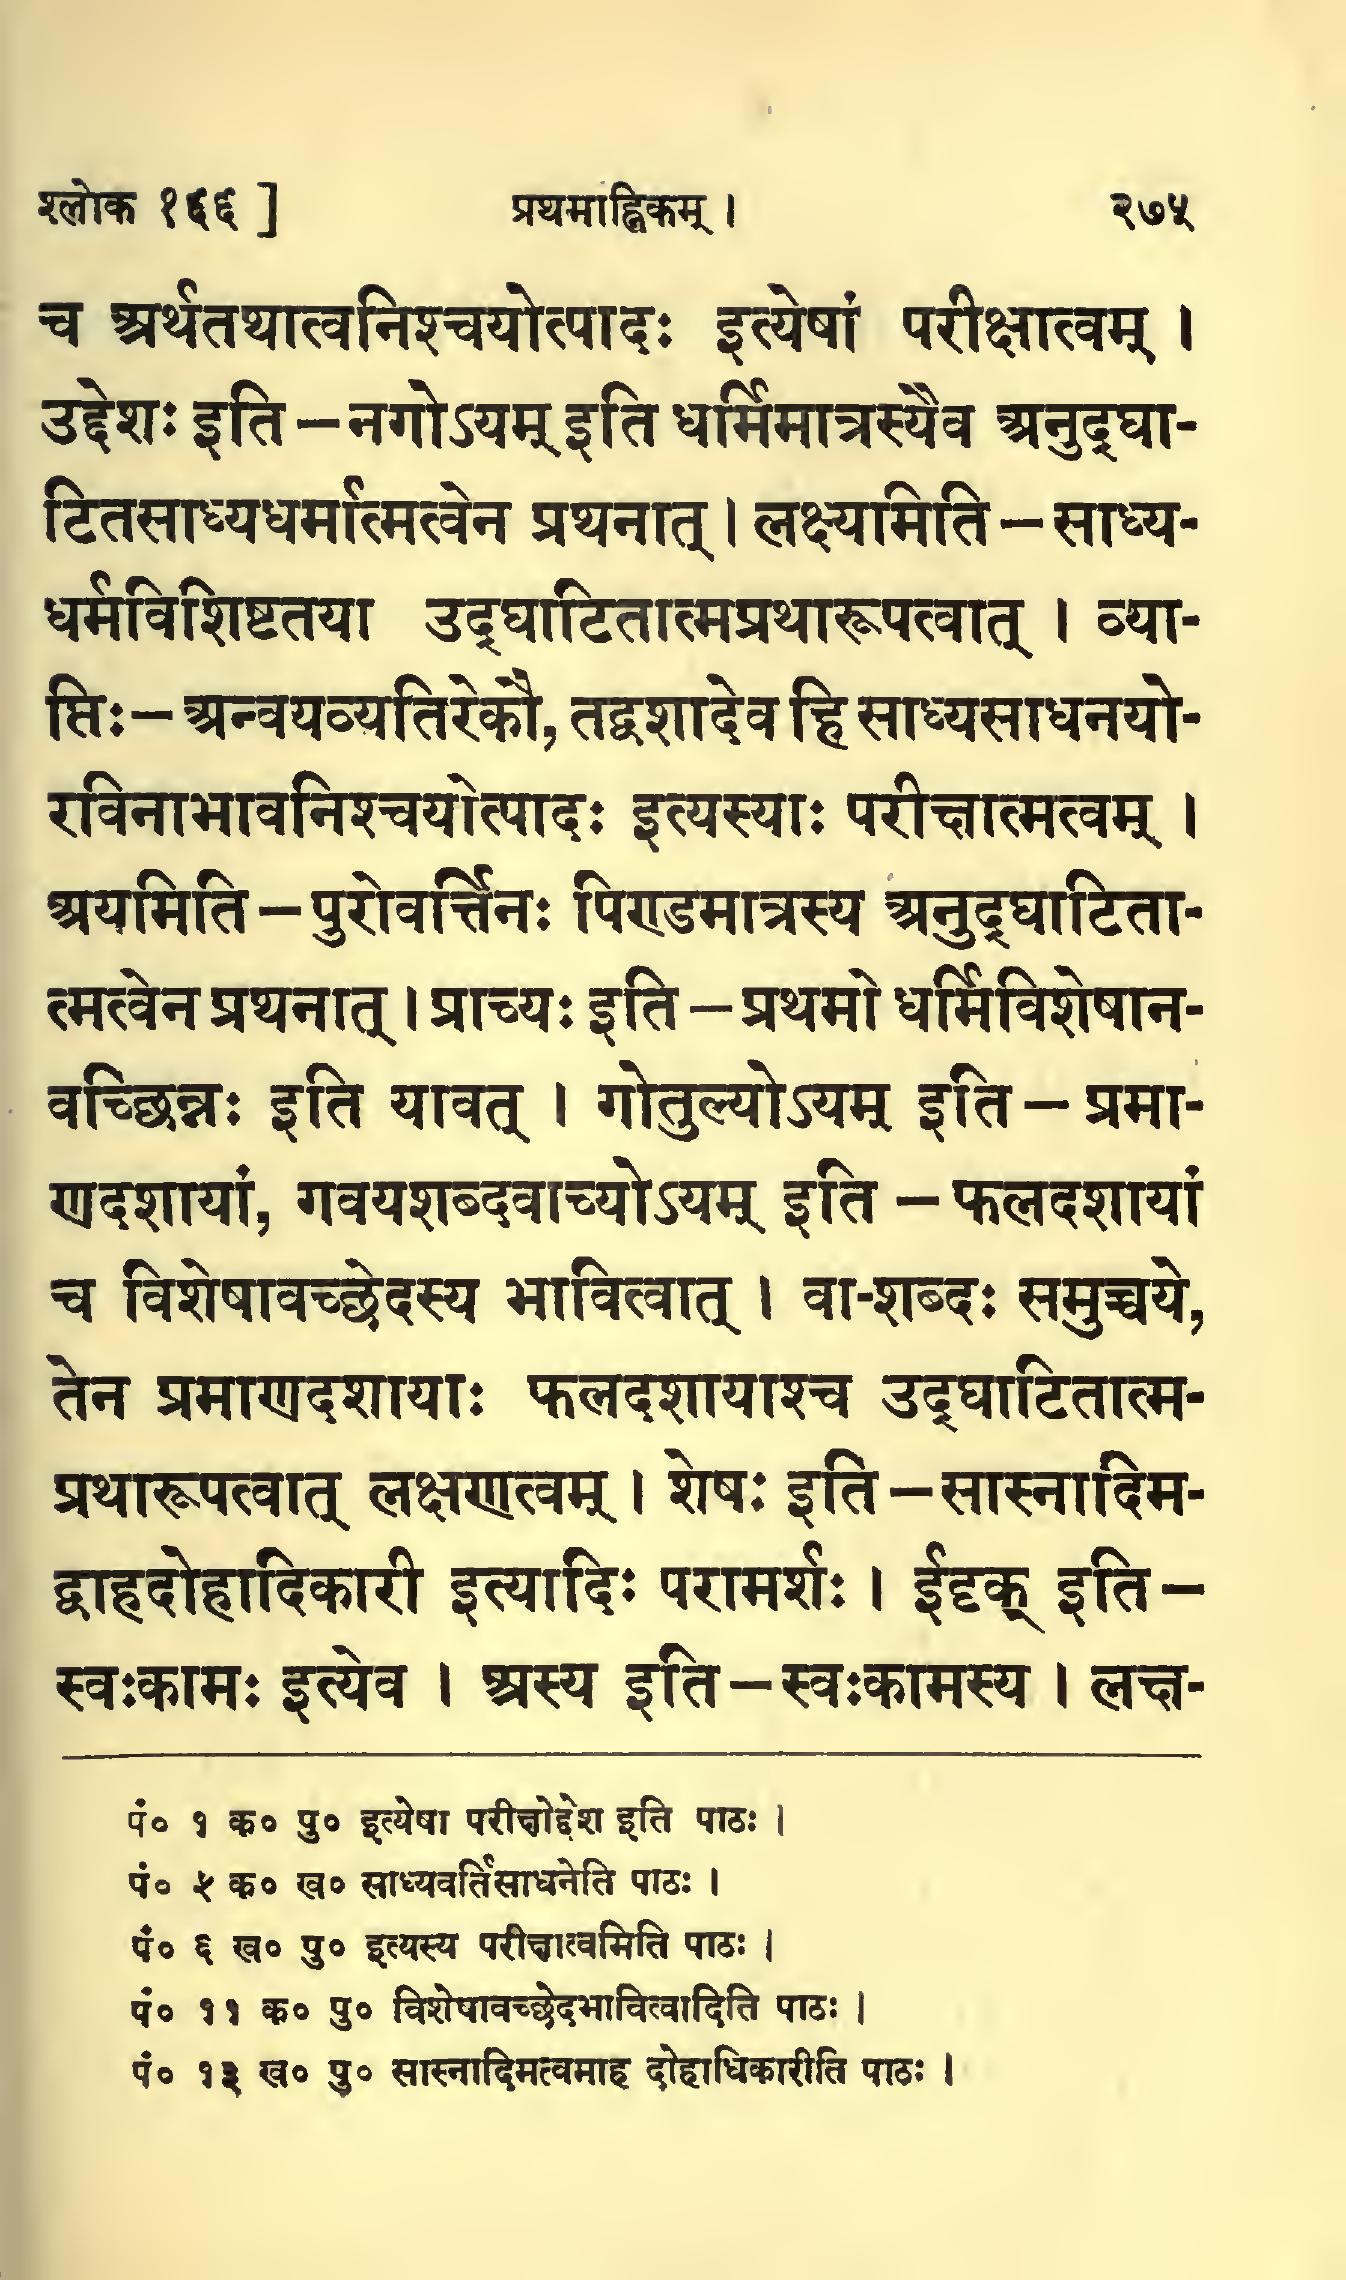 श्लोक १६६ ] प्रथमाह्निकम् । २७५
च अर्थतथात्वनिश्चयोत्पादः इत्येषां परीक्षात्वम् ।
उद्देशः इति – नगोऽयम् इति धर्मिमात्रस्यैव अनुद्घा-
टितसाध्यधर्मात्मत्वेन प्रथनात् । लक्ष्यामिति – साध्य-
धर्मविशिष्टतया उद्घाटितात्मप्रथारूपत्वात् । व्या-
प्तिः – अन्वयव्यतिरेकौ, तद्वशादेव हि साध्यसाधनयो-
रविनाभावनिश्चयोत्पादः इत्यस्याः परीक्षात्मत्वम् ।
अयमिति – पुरोवर्त्तिनः पिण्डमात्रस्य अनुद्घाटिता-
त्मत्वेन प्रथनात् । प्राच्यः इति – प्रथमो धर्मिविशेषान-
वच्छिन्नः इति यावत् । गोतुल्योऽयम् इति – प्रमा-
णदशायां, गवयशब्दवाच्योऽयम् इति – फलदशायां
च विशेषावच्छेदस्य भावित्वात् । वा-शब्दः समुच्चये,
तेन प्रमाणदशायाः फलदशायाश्च उद्घाटितात्म-
प्रथारूपत्वात् लक्षणत्वम् । शेषः इति – सास्नादिम-
द्वाहदोहादिकारी इत्यादिः परामर्शः । ईदृक् इति –
स्वःकामः इत्येव । अस्य इति – स्वःकामस्य । लक्ष-
पं० १ क० पु० इत्येषा परीक्षोद्देश इति पाठः ।
पं० ५ क० ख० साध्यवर्तिसाधनेति पाठः ।
पं० ६ ख० पु० इत्यस्य परीक्षात्वमिति पाठः ।
पं० ११ क० पु० विशेषावच्छेदभावित्वादिति पाठः ।
पं० १३ ख० पु० सास्नादिमत्वमाह दोहाधिकारीति पाठः ।